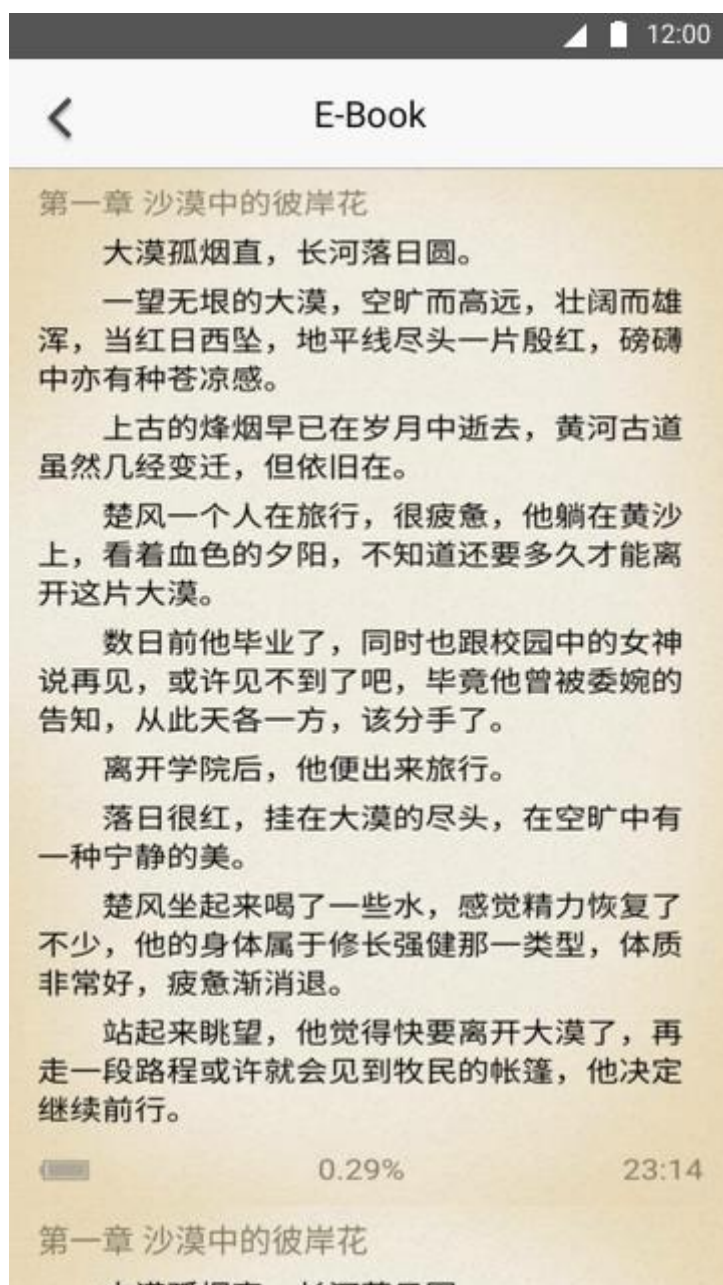 12:00
E-Book
第一章 沙漠中的彼岸花
大漠孤烟直，长河落日圆。
一望无垠的大漠，空旷而高远，壮阔而雄
浑，当红日西坠，地平线尽头一片殷红，磅礴
中亦有种苍凉感。
上古的烽烟早已在岁月中逝去，黄河古道
虽然几经变迁，但依旧在。
楚风一个人在旅行，很疲惫，他躺在黄沙
上，看着血色的夕阳，不知道还要多久才能离
开这片大漠。
数日前他毕业了，同时也跟校园中的女神
说再见，或许见不到了吧，毕竟他曾被委婉的
告知，从此天各一方，该分手了。
离开学院后，他便出来旅行。
落日很红，挂在大漠的尽头，在空旷中有
一种宁静的美。
楚风坐起来喝了一些水，感觉精力恢复了
不少，他的身体属于修长强健那一类型，体质
非常好，疲惫渐消退。
站起来眺望，他觉得快要离开大漠了，再
走一段路程或许就会见到牧民的帐篷，他决定
继续前行。
0.29%
23:14
第一章 沙漠中的彼岸花